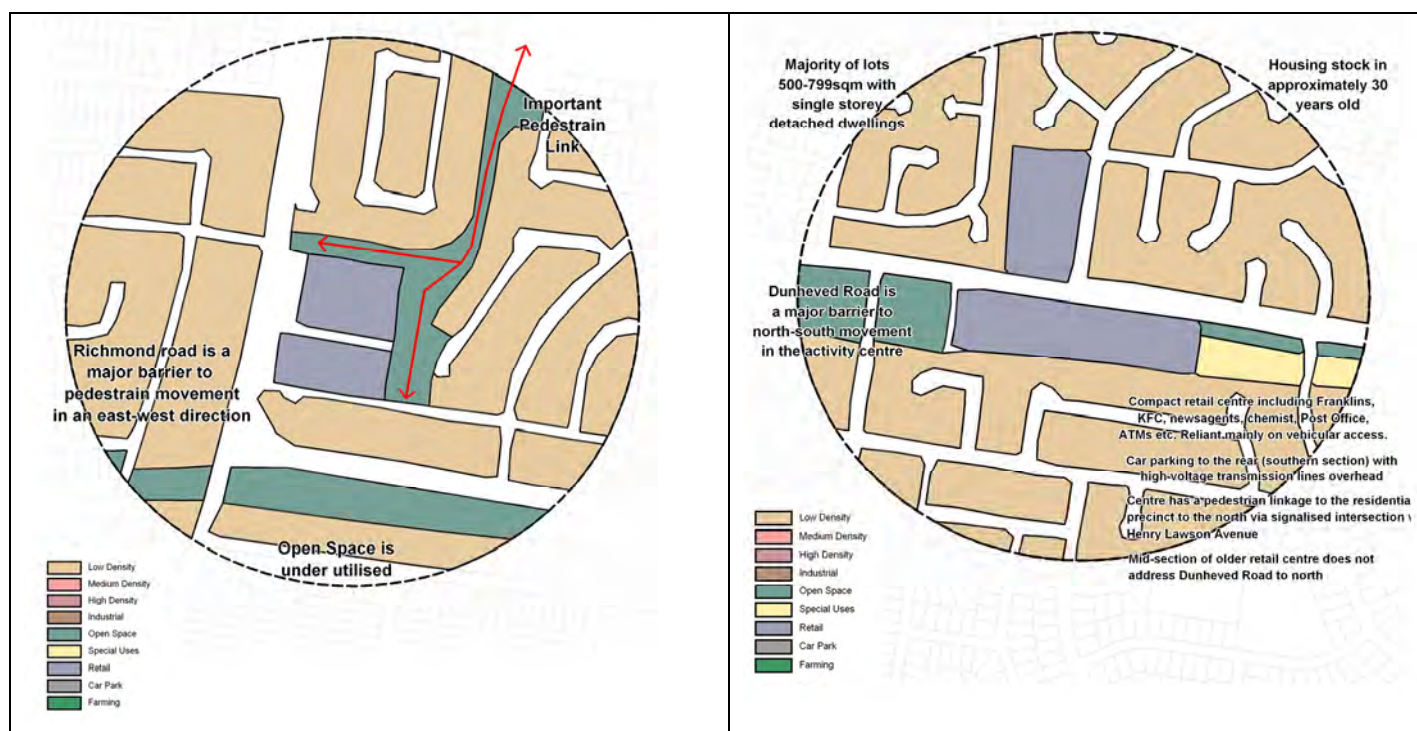 Important
Pedestrain
Link
Richmond road is a
major barrier to
pedestrain movement
in an east-west direction
Open Space is
under utilised
Low Density
Medium Density
High Density
Industrial
Open Space
Special Uses
Retail
Car Park
Farming
Majority of lots
500-799sqm with
single storey
detached dwellings
Housing stock in
approximately 30
years old
Dunheved Road is
a major barrier to
north-south movement
in the activity centre
Compact retail centre including Franklins,
KFC, newsagents, chemist, Post Office,
ATMs etc. Reliant mainly on vehicular access.
Car parking to the rear (southern section) with
high-voltage transmission lines overhead
Centre has a pedestrian linkage to the residentia
precinct to the north via signalised intersection
Henry Lawson Avenue
Mid-section of older retail centre does not
address Dunheved Road to north
Low Density
Medium Density
High Density
Industrial
Open Space
Special Uses
Retail
Car Park
Farming